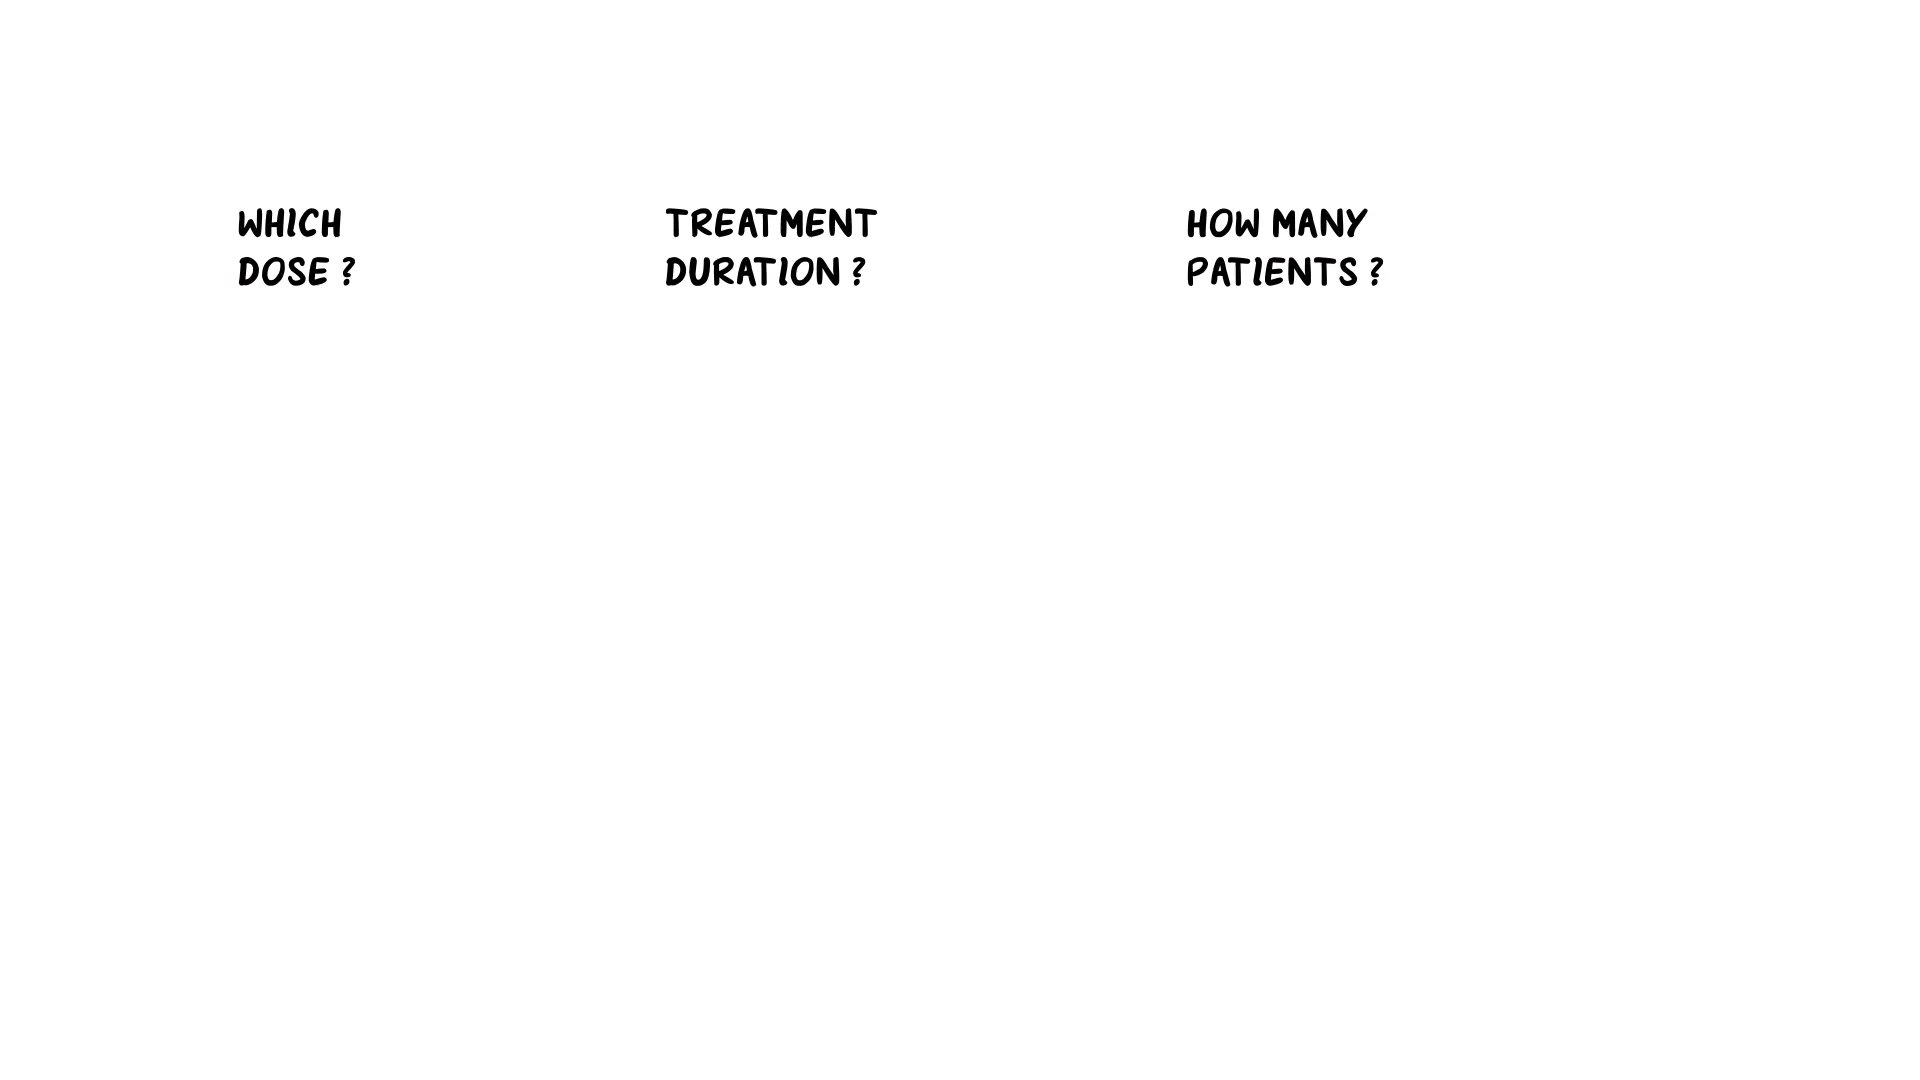 WHICH
DOSE ?
TREATMENT
DURATION ?
HOW MANY
PATIENTS ?